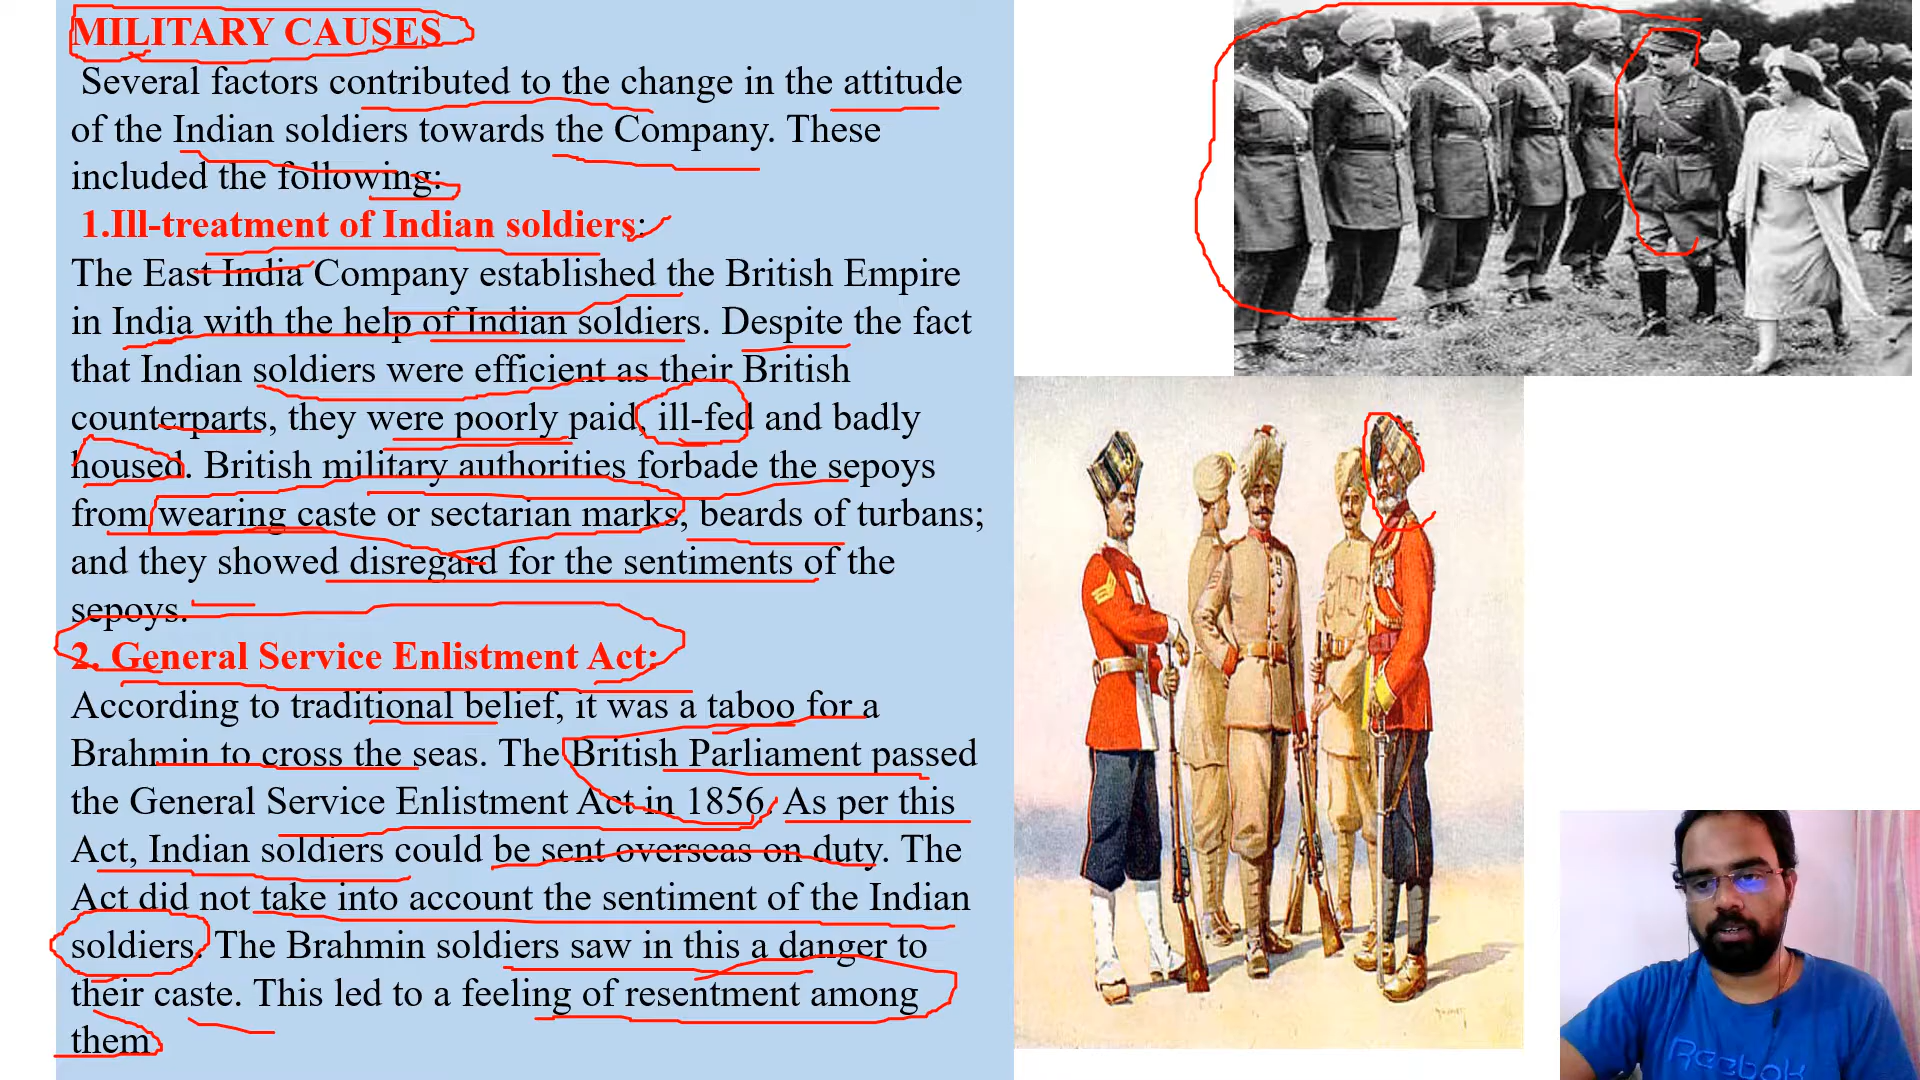 MILITARY CAUSES
Several factors contributed to the change in the attitude
of the Indian soldiers towards the Company. These
included the following:
1.Ill-treatment of Indian soldiers:
The East India Company established the British Empire
in India with the help of Indian soldiers. Despite the fact
that Indian soldiers were efficient as their British
counterparts, they were poorly paid, ill-fed and badly
housed. British military authorities forbade the sepoys
from wearing caste or sectarian marks, beards of turbans;
and they showed disregard for the sentiments of the
sepoys.
2. General Service Enlistment Act:
According to traditional belief, it was a taboo for a
Brahmin to cross the seas. The British Parliament passed
the General Service Enlistment Act in 1856. As per this
Act, Indian soldiers could be sent overseas on duty. The
Act did not take into account the sentiment of the Indian
soldiers. The Brahmin soldiers saw in this a danger to
their caste. This led to a feeling of resentment among
them
Reebok